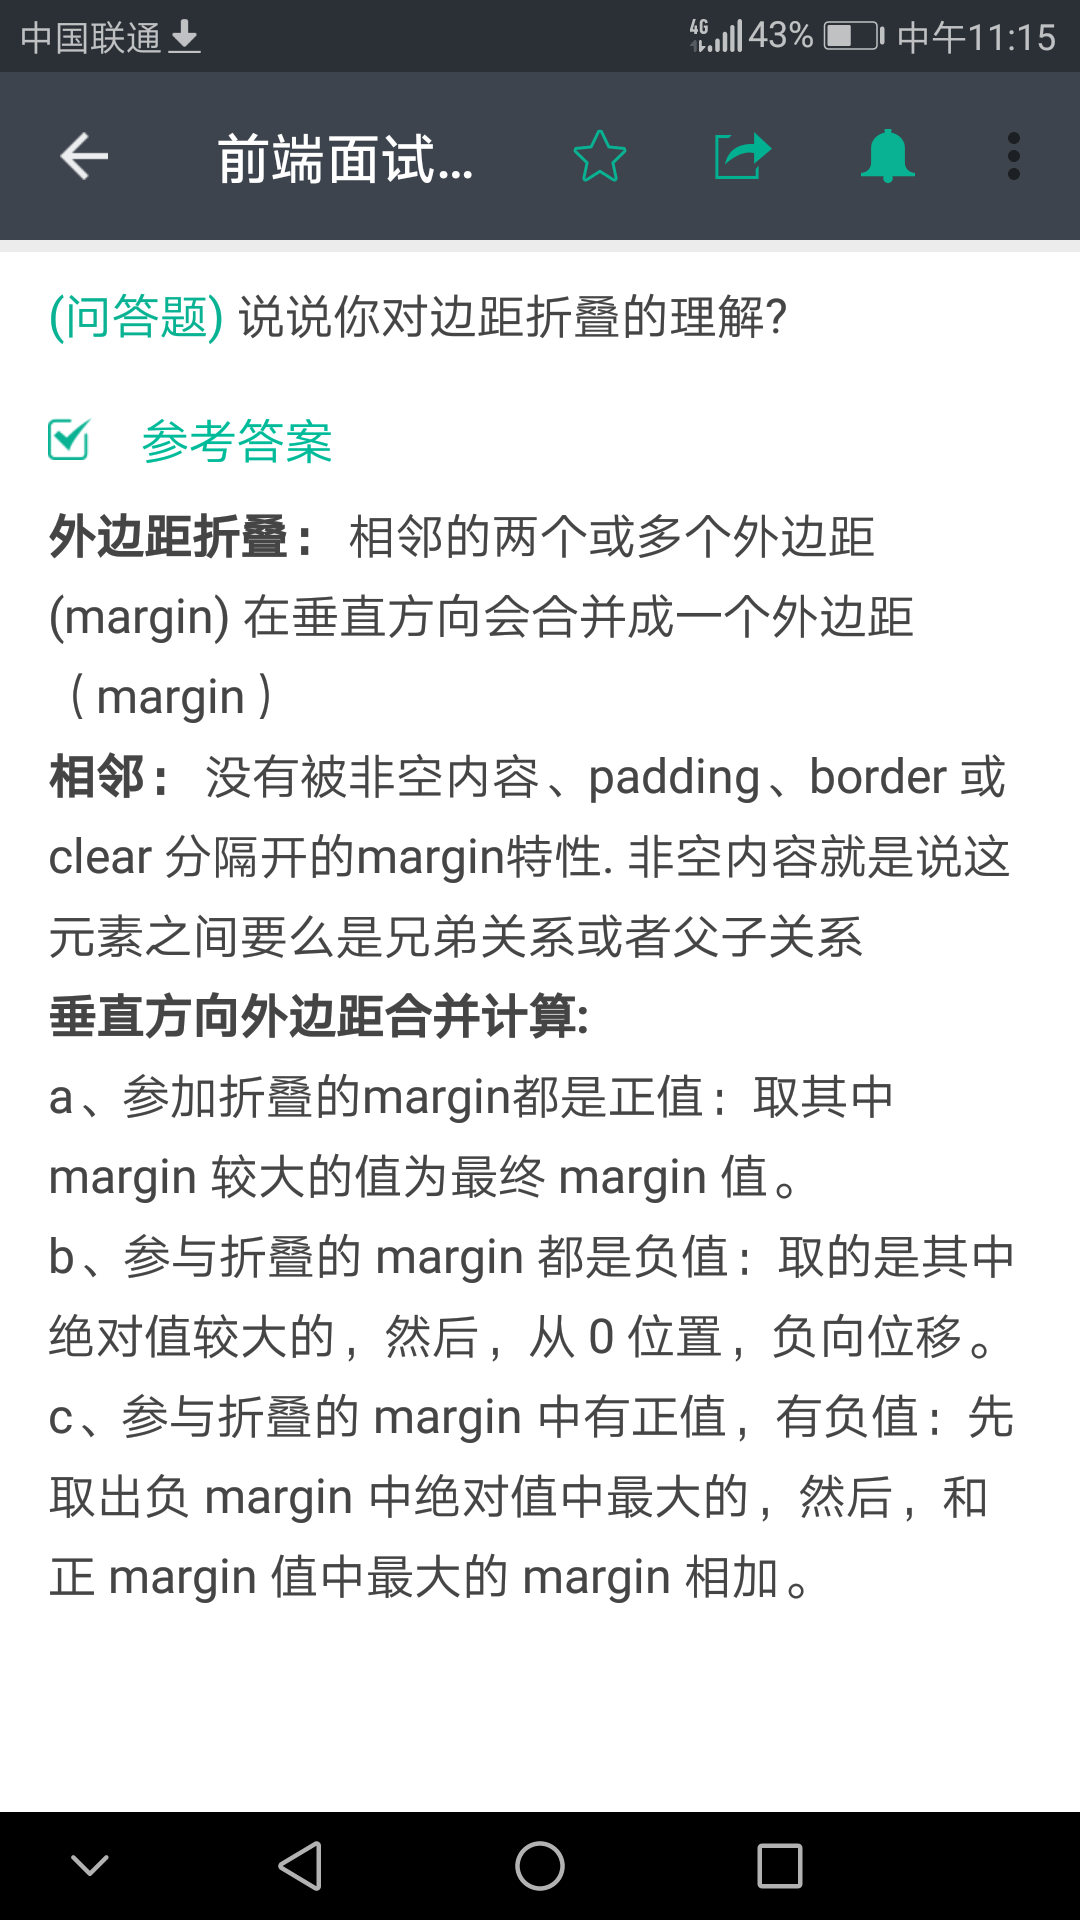 中国联通 4G 43% 中午11:15
前端面试...
(问答题) 说说你对边距折叠的理解?
参考答案
外边距折叠： 相邻的两个或多个外边距
(margin) 在垂直方向会合并成一个外边距
（margin）
相邻： 没有被非空内容、padding、border 或
clear 分隔开的margin特性. 非空内容就是说这
元素之间要么是兄弟关系或者父子关系
垂直方向外边距合并计算:
a、参加折叠的margin都是正值：取其中
margin 较大的值为最终 margin 值。
b、参与折叠的 margin 都是负值：取的是其中
绝对值较大的，然后，从 0 位置，负向位移。
c、参与折叠的 margin 中有正值，有负值：先
取出负 margin 中绝对值中最大的，然后，和
正 margin 值中最大的 margin 相加。